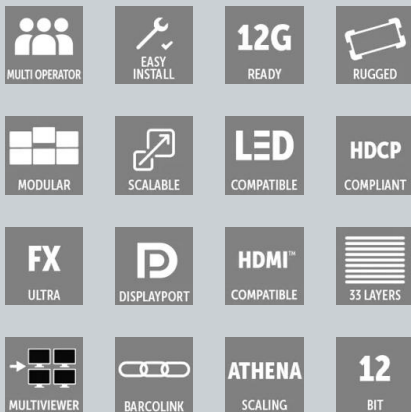 MULTI OPERATOR
EASY
INSTALL
12G
READY
RUGGED
MODULAR
SCALABLE
LED
COMPATIBLE
HDCP
COMPLIANT
FX
ULTRA
DISPLAYPORT
HDMI™
COMPATIBLE
33 LAYERS
MULTIVIEWER
BARCOLINK
ATHENA
SCALING
12
BIT